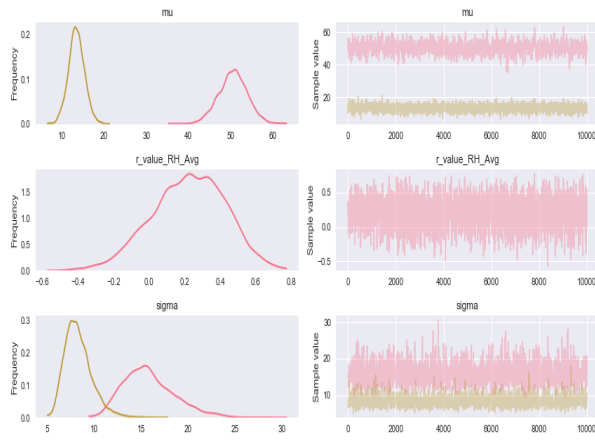 mu
Frequency
0.2
0.1
0.0
10 20 30 40 50 60
mu
Sample value
60
40
20
0 2000 4000 6000 8000 10000
r_value_RH_Avg
Frequency
1.5
1.0
0.5
0.0
−0.6 −0.4 −0.2 0.0 0.2 0.4 0.6 0.8
r_value_RH_Avg
Sample value
0.5
0.0
−0.5
0 2000 4000 6000 8000 10000
sigma
Frequency
0.3
0.2
0.1
0.0
5 10 15 20 25 30
sigma
Sample value
30
20
10
0 2000 4000 6000 8000 10000